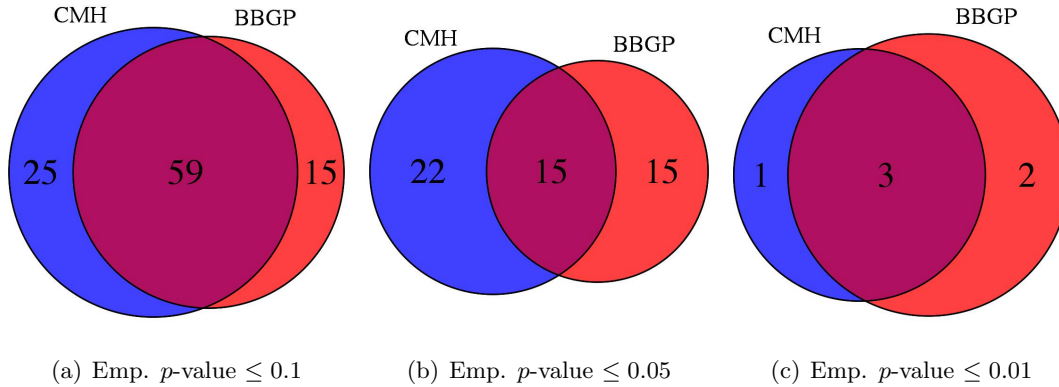 CMH BBGP
25 59 15
(a) Emp. p-value ≤ 0.1
CMH BBGP
22 15 15
(b) Emp. p-value ≤ 0.05
CMH BBGP
1 3 2
(c) Emp. p-value ≤ 0.01